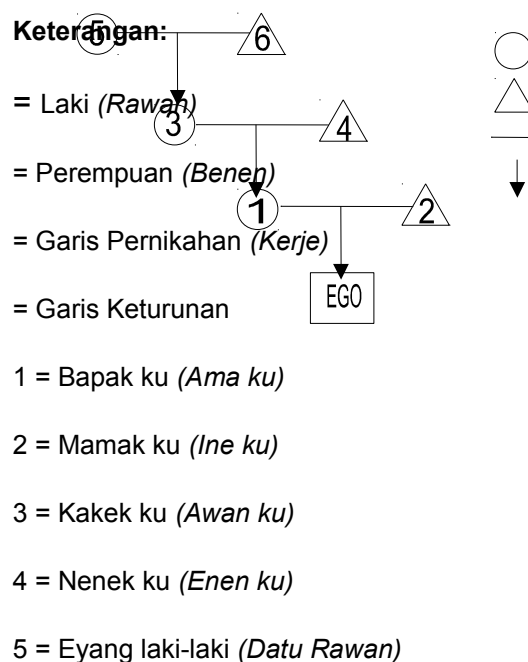 Keterangan:
5 6
= Laki (Rawan)
3 4
= Perempuan (Benen)
1 2
= Garis Pernikahan (Kerje)
EGO
= Garis Keturunan
1 = Bapak ku (Ama ku)
2 = Mamak ku (Ine ku)
3 = Kakek ku (Awan ku)
4 = Nenek ku (Enen ku)
5 = Eyang laki-laki (Datu Rawan)